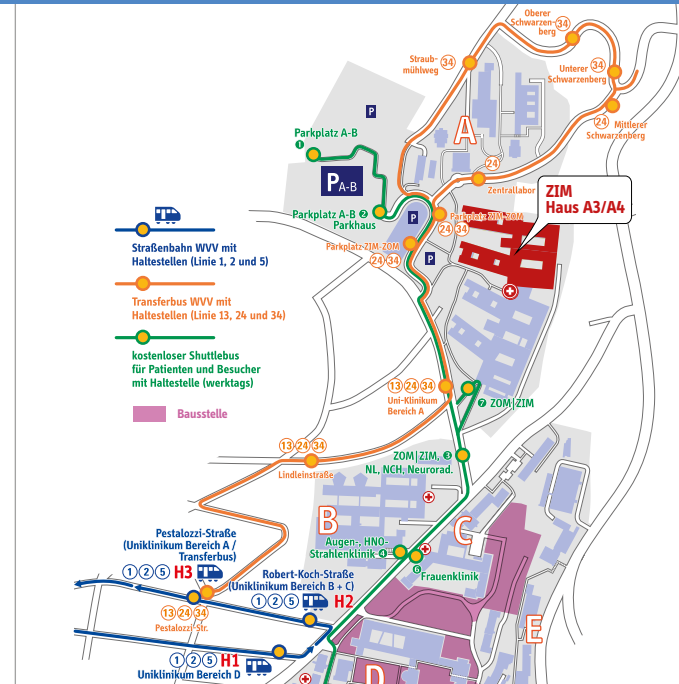 Oberer
Schwarzen-
berg
34
Straub-
mühlweg
34
Unterer
Schwarzenberg
34
24
Mittlerer
Schwarzenberg
A
P
Parkplatz A-B
1
24
Zentrallabor
PA-B
ZIM
Haus A3/A4
Parkplatz A-B 2
Parkhaus
P
Parkplatz ZIM-ZOM
24 34
Parkplatz ZIM-ZOM
24 34
P
Straßenbahn WVV mit
Haltestellen (Linie 1, 2 und 5)
Transferbus WVV mit
Haltestellen (Linie 13, 24 und 34)
kostenloser Shuttlebus
für Patienten und Besucher
mit Haltestelle (werktags)
Baustelle
13 24 34
Uni-Klinikum
Bereich A
7 ZOM|ZIM
13 24 34
Lindleinstraße
ZOM|ZIM, 3
NL, NCH, Neurorad.
B
C
Augen-, HNO-
Strahlenklinik 4
6
Frauenklinik
Pestalozzi-Straße
(Uniklinikum Bereich A /
Transferbus)
1 2 5 H3
Robert-Koch-Straße
(Uniklinikum Bereich B + C)
1 2 5 H2
13 24 34
Pestalozzi-Str.
E
1 2 5 H1
Uniklinikum Bereich D
D